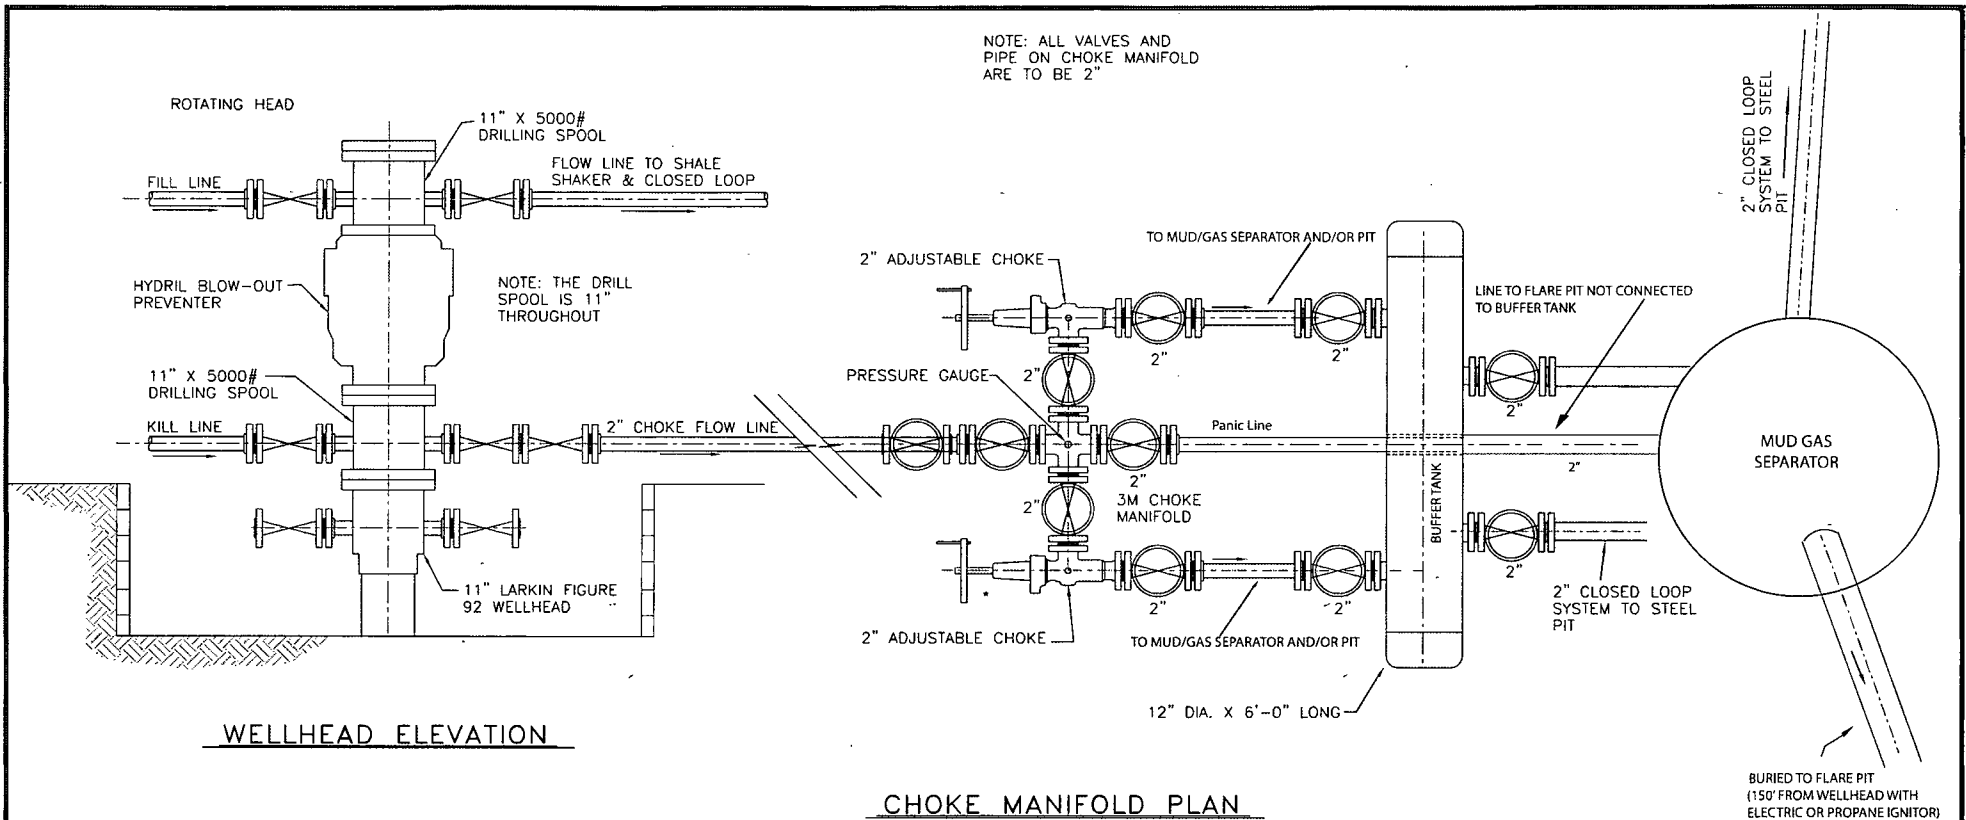 NOTE: ALL VALVES AND
PIPE ON CHOKE MANIFOLD
ARE TO BE 2"
ROTATING HEAD
11" X 5000#
DRILLING SPOOL
FLOW LINE TO SHALE
SHAKER & CLOSED LOOP
FILL LINE
HYDRIL BLOW-OUT
PREVENTER
NOTE: THE DRILL
SPOOL IS 11"
THROUGHOUT
11" X 5000#
DRILLING SPOOL
KILL LINE
2" CHOKE FLOW LINE
11" LARKIN FIGURE
92 WELLHEAD
WELLHEAD ELEVATION
2" ADJUSTABLE CHOKE
TO MUD/GAS SEPARATOR AND/OR PIT
2"
2"
2"
PRESSURE GAUGE
Panic Line
2"
3M CHOKE
MANIFOLD
2"
2"
2"
2" ADJUSTABLE CHOKE
TO MUD/GAS SEPARATOR AND/OR PIT
BUFFER TANK
12" DIA. X 6'-0" LONG
LINE TO FLARE PIT NOT CONNECTED
TO BUFFER TANK
2"
2"
2"
2" CLOSED LOOP
SYSTEM TO STEEL
PIT
2" CLOSED LOOP
SYSTEM TO STEEL
PIT
MUD GAS
SEPARATOR
BURIED TO FLARE PIT
(150' FROM WELLHEAD WITH
ELECTRIC OR PROPANE IGNITOR)
CHOKE MANIFOLD PLAN